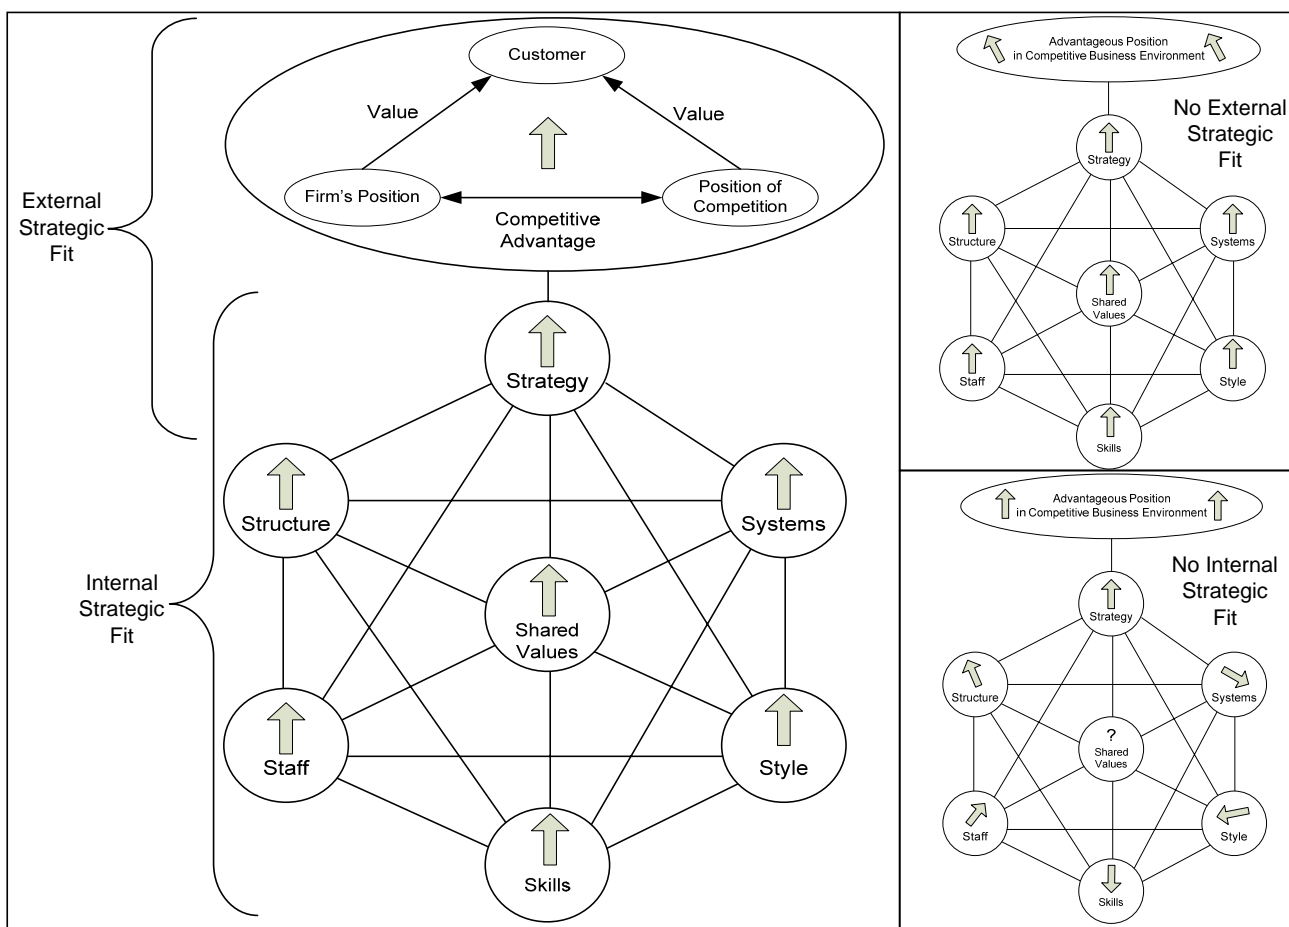 Customer
Value
Value
Firm's Position
Position of
Competition
Competitive
Advantage
External
Strategic
Fit
Strategy
Structure
Systems
Internal
Strategic
Fit
Shared
Values
Staff
Style
Skills
Advantageous Position
in Competitive Business Environment
No External
Strategic
Fit
Strategy
Structure
Systems
Shared
Values
Staff
Style
Skills
Advantageous Position
in Competitive Business Environment
No Internal
Strategic
Fit
Strategy
Structure
Systems
?
Shared
Values
Staff
Style
Skills